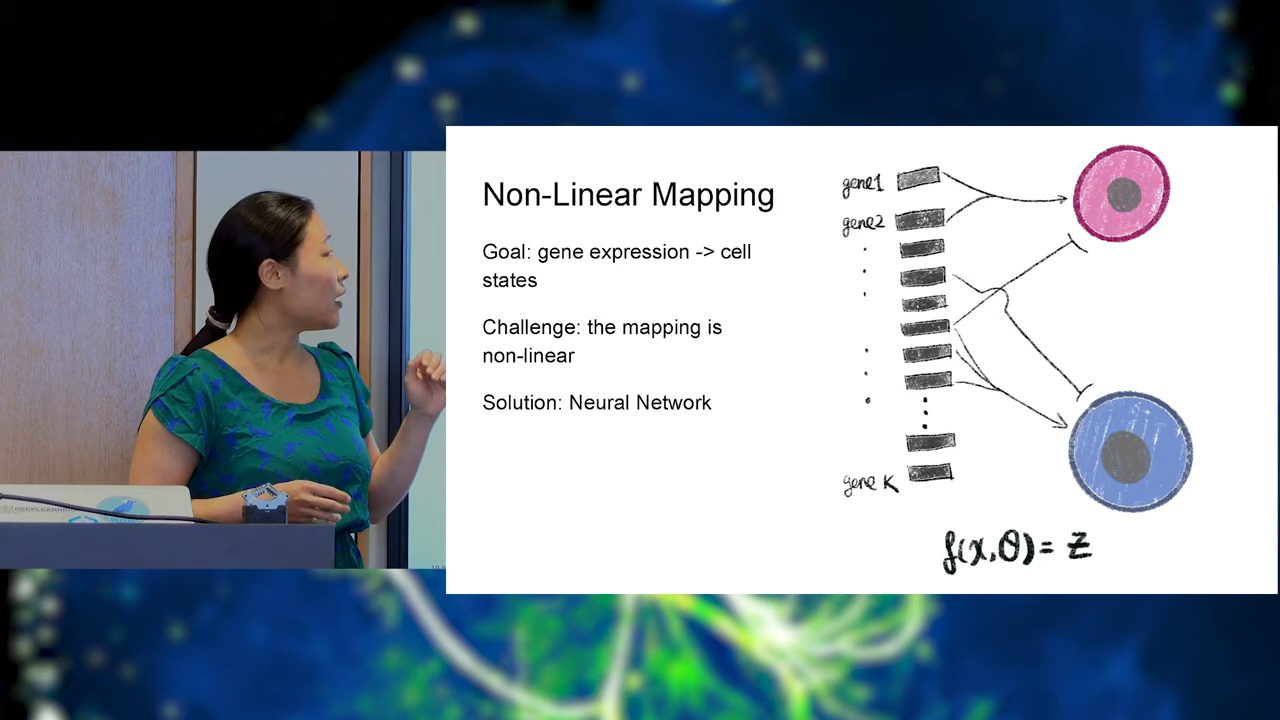 Non-Linear Mapping
Goal: gene expression -> cell
states
Challenge: the mapping is
non-linear
Solution: Neural Network
gene1
gene2
gene K
f(x,θ)= z